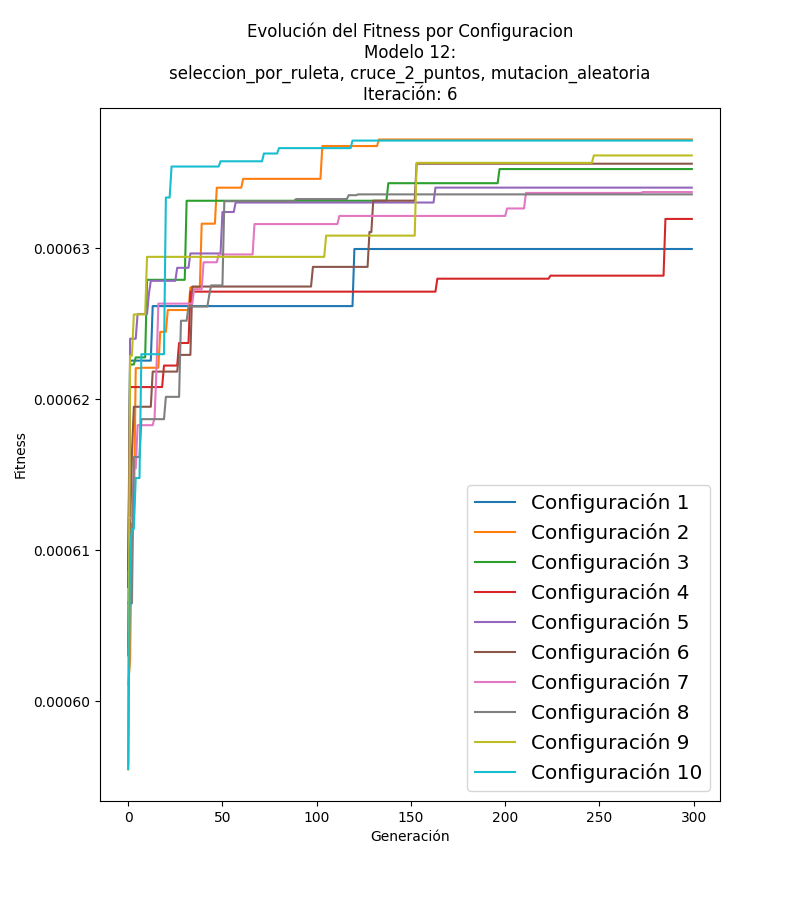 Evolución del Fitness por Configuracion
Modelo 12:
seleccion_por_ruleta, cruce_2_puntos, mutacion_aleatoria
Iteración: 6
Fitness
0.00063
0.00062
0.00061
0.00060
Configuración 1
Configuración 2
Configuración 3
Configuración 4
Configuración 5
Configuración 6
Configuración 7
Configuración 8
Configuración 9
Configuración 10
0 50 100 150 200 250 300
Generación